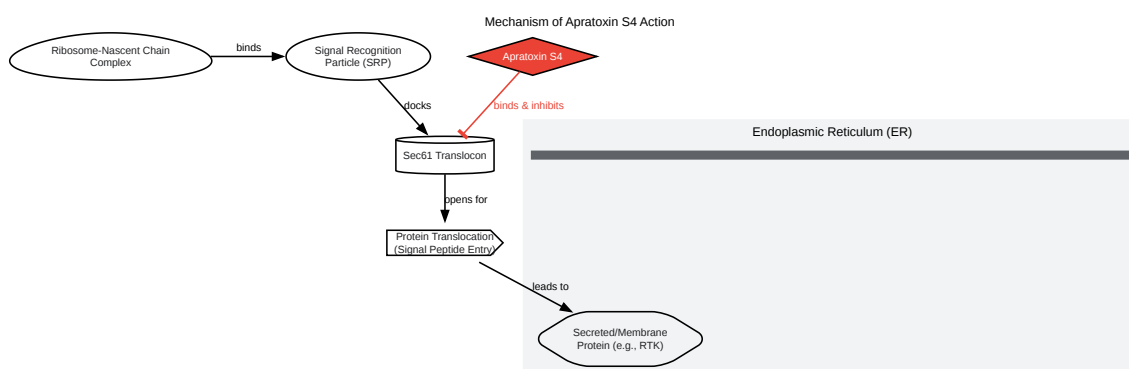 Mechanism of Apratoxin S4 Action
Ribosome-Nascent Chain
Complex
binds
Signal Recognition
Particle (SRP)
Apratoxin S4
docks
binds & inhibits
Endoplasmic Reticulum (ER)
Sec61 Translocon
opens for
Protein Translocation
(Signal Peptide Entry)
leads to
Secreted/Membrane
Protein (e.g., RTK)